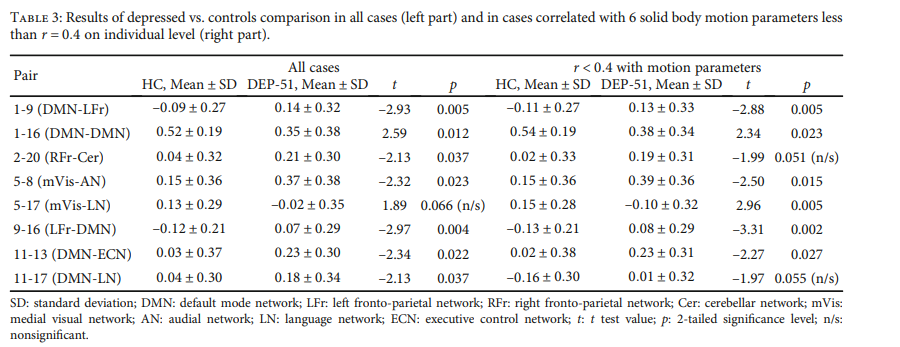 TABLE 3: Results of depressed vs. controls comparison in all cases (left part) and in cases correlated with 6 solid body motion parameters less
than r = 0.4 on individual level (right part).
Pair All cases r < 0.4 with motion parameters
HC, Mean ± SD DEP-51, Mean ± SD t p HC, Mean ± SD DEP-51, Mean ± SD t p
1-9 (DMN-LFr) −0.09 ± 0.27 0.14 ± 0.32 −2.93 0.005 −0.11 ± 0.27 0.13 ± 0.33 −2.88 0.005
1-16 (DMN-DMN) 0.52 ± 0.19 0.35 ± 0.38 2.59 0.012 0.54 ± 0.19 0.38 ± 0.34 2.34 0.023
2-20 (RFr-Cer) 0.04 ± 0.32 0.21 ± 0.30 −2.13 0.037 0.02 ± 0.33 0.19 ± 0.31 −1.99 0.051 (n/s)
5-8 (mVis-AN) 0.15 ± 0.36 0.37 ± 0.38 −2.32 0.023 0.15 ± 0.36 0.39 ± 0.36 −2.50 0.015
5-17 (mVis-LN) 0.13 ± 0.29 −0.02 ± 0.35 1.89 0.066 (n/s) 0.15 ± 0.28 −0.10 ± 0.32 2.96 0.005
9-16 (LFr-DMN) −0.12 ± 0.21 0.07 ± 0.29 −2.97 0.004 −0.13 ± 0.21 0.08 ± 0.29 −3.31 0.002
11-13 (DMN-ECN) 0.03 ± 0.37 0.23 ± 0.30 −2.34 0.022 0.02 ± 0.38 0.23 ± 0.31 −2.27 0.027
11-17 (DMN-LN) 0.04 ± 0.30 0.18 ± 0.34 −2.13 0.037 −0.16 ± 0.30 0.01 ± 0.32 −1.97 0.055 (n/s)
SD: standard deviation; DMN: default mode network; LFr: left fronto-parietal network; RFr: right fronto-parietal network; Cer: cerebellar network; mVis:
medial visual network; AN: audial network; LN: language network; ECN: executive control network; t: t test value; p: 2-tailed significance level; n/s:
nonsignificant.